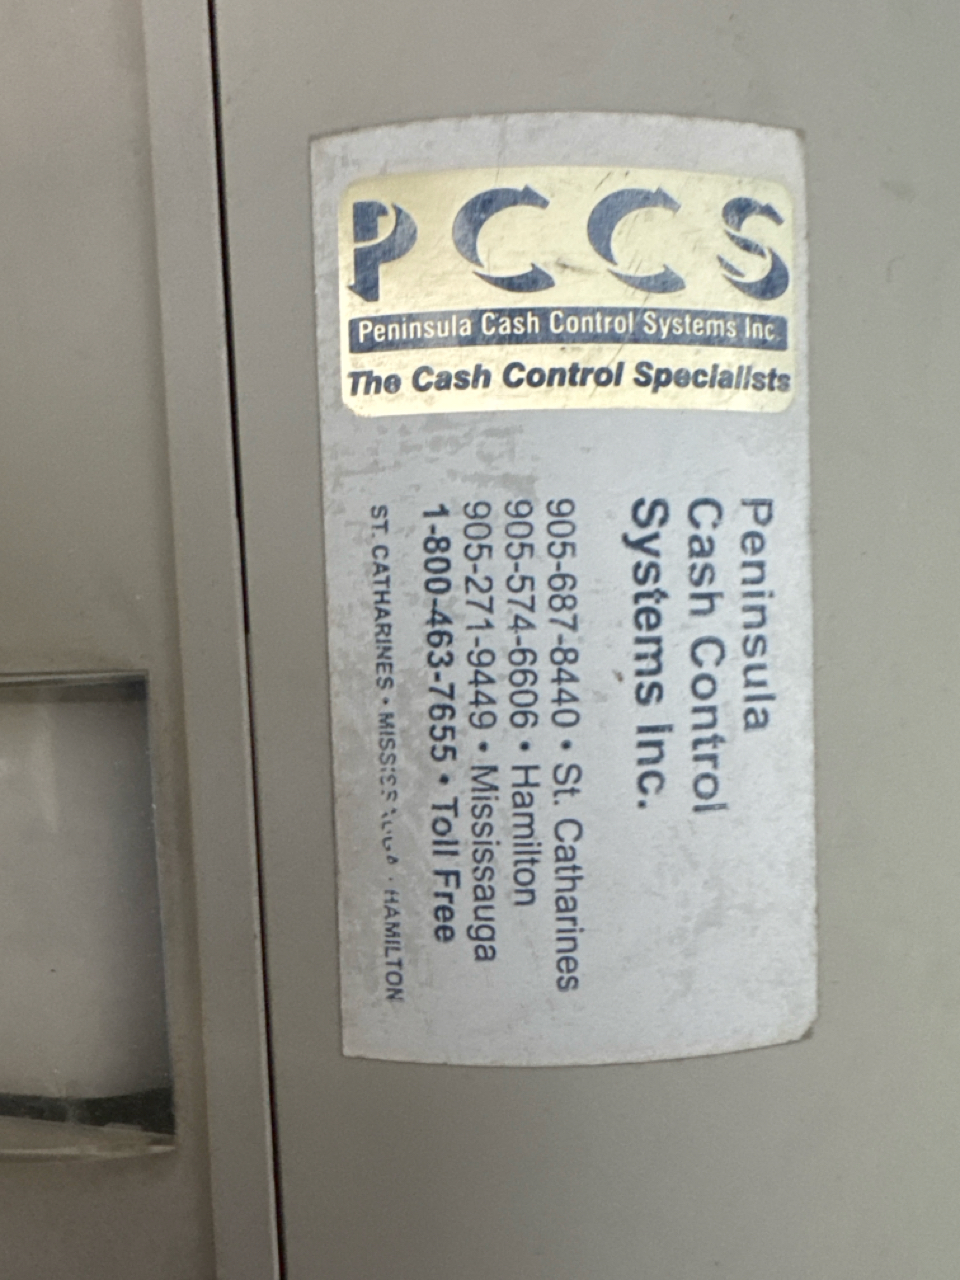 PCCS
Peninsula Cash Control Systems Inc.
The Cash Control Specialists
Peninsula
Cash Control
Systems Inc.
905-687-8440 • St. Catharines
905-574-6606 • Hamilton
905-271-9449 • Mississauga
1-800-463-7655 • Toll Free
ST. CATHARINES • MISSISSAUGA • HAMILTON